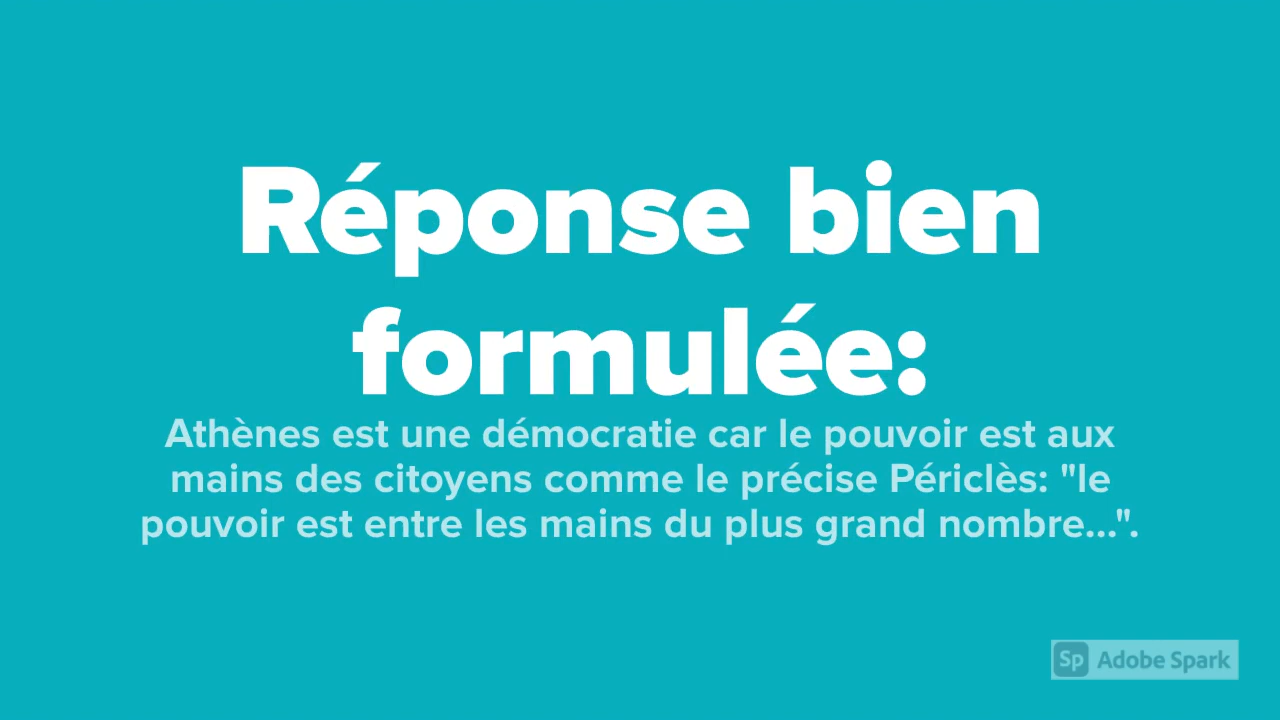 Réponse bien
formulée:
Athènes est une démocratie car le pouvoir est aux
mains des citoyens comme le précise Périclès: "le
pouvoir est entre les mains du plus grand nombre...".
Sp Adobe Spark